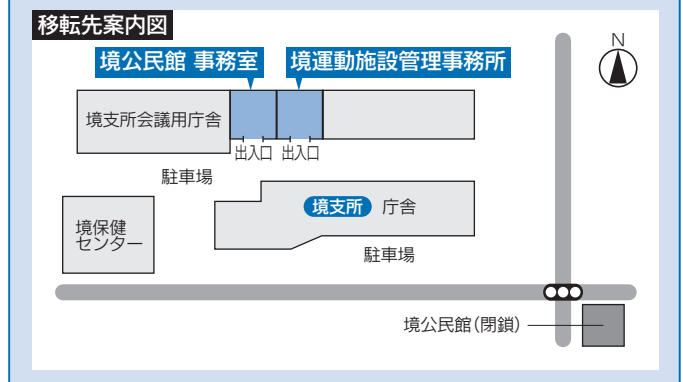 移転先案内図
N
境公民館 事務室
境運動施設管理事務所
境支所会議用庁舎
出入口
出入口
駐車場
境支所 庁舎
境保健
センター
駐車場
境公民館(閉鎖)